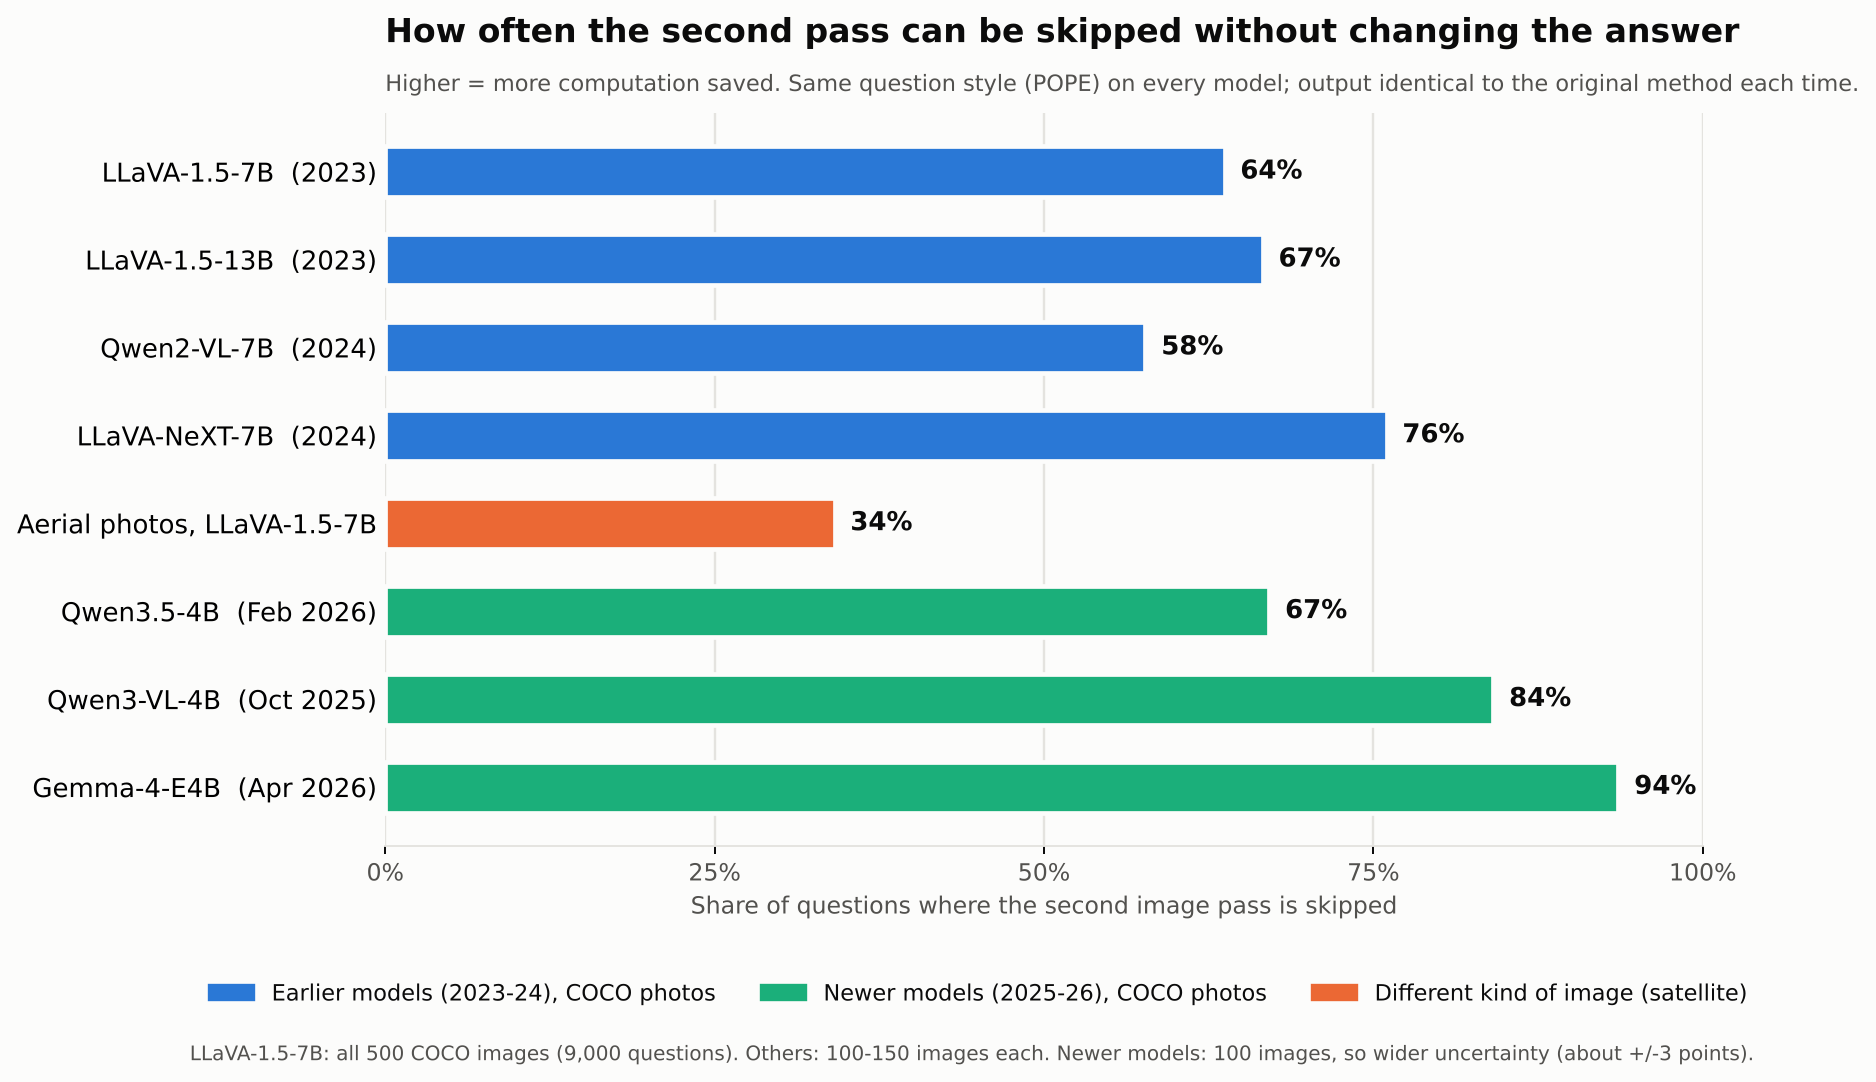 How often the second pass can be skipped without changing the answer
Higher = more computation saved. Same question style (POPE) on every model; output identical to the original method each time.
LLaVA-1.5-7B (2023) 64%
LLaVA-1.5-13B (2023) 67%
Qwen2-VL-7B (2024) 58%
LLaVA-NeXT-7B (2024) 76%
Aerial photos, LLaVA-1.5-7B 34%
Qwen3.5-4B (Feb 2026) 67%
Qwen3-VL-4B (Oct 2025) 84%
Gemma-4-E4B (Apr 2026) 94%
0% 25% 50% 75% 100%
Share of questions where the second image pass is skipped
Earlier models (2023-24), COCO photos Newer models (2025-26), COCO photos Different kind of image (satellite)
LLaVA-1.5-7B: all 500 COCO images (9,000 questions). Others: 100-150 images each. Newer models: 100 images, so wider uncertainty (about +/-3 points).